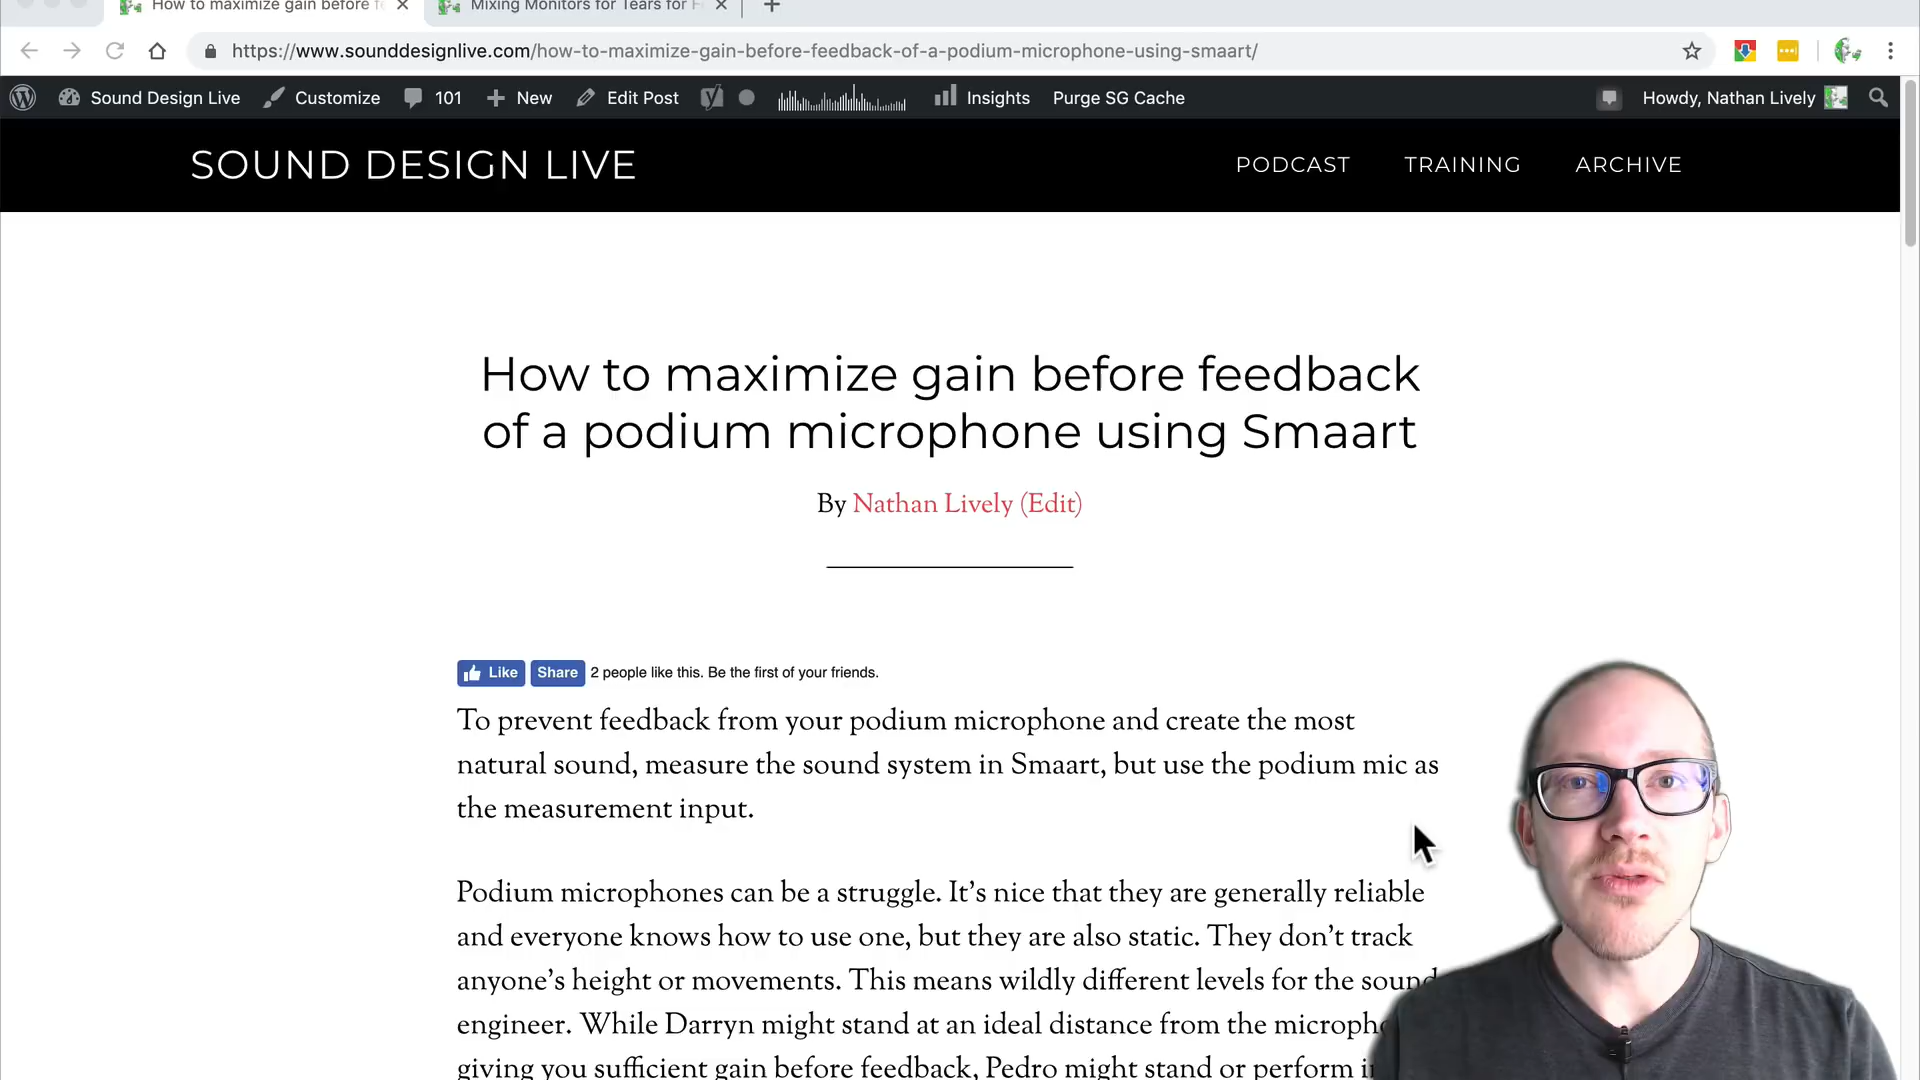 How to maximize gain before f
Mixing Monitors for Tears for F
https://www.sounddesignlive.com/how-to-maximize-gain-before-feedback-of-a-podium-microphone-using-smaart/
Sound Design Live Customize 101 New Edit Post Insights Purge SG Cache Howdy, Nathan Lively
SOUND DESIGN LIVE PODCAST TRAINING ARCHIVE
How to maximize gain before feedback
of a podium microphone using Smaart
By Nathan Lively (Edit)
Like Share 2 people like this. Be the first of your friends.
To prevent feedback from your podium microphone and create the most
natural sound, measure the sound system in Smaart, but use the podium mic as
the measurement input.
Podium microphones can be a struggle. It’s nice that they are generally reliable
and everyone knows how to use one, but they are also static. They don’t track
anyone’s height or movements. This means wildly different levels for the sound
engineer. While Darryn might stand at an ideal distance from the microph
giving you sufficient gain before feedback, Pedro might stand or perform i